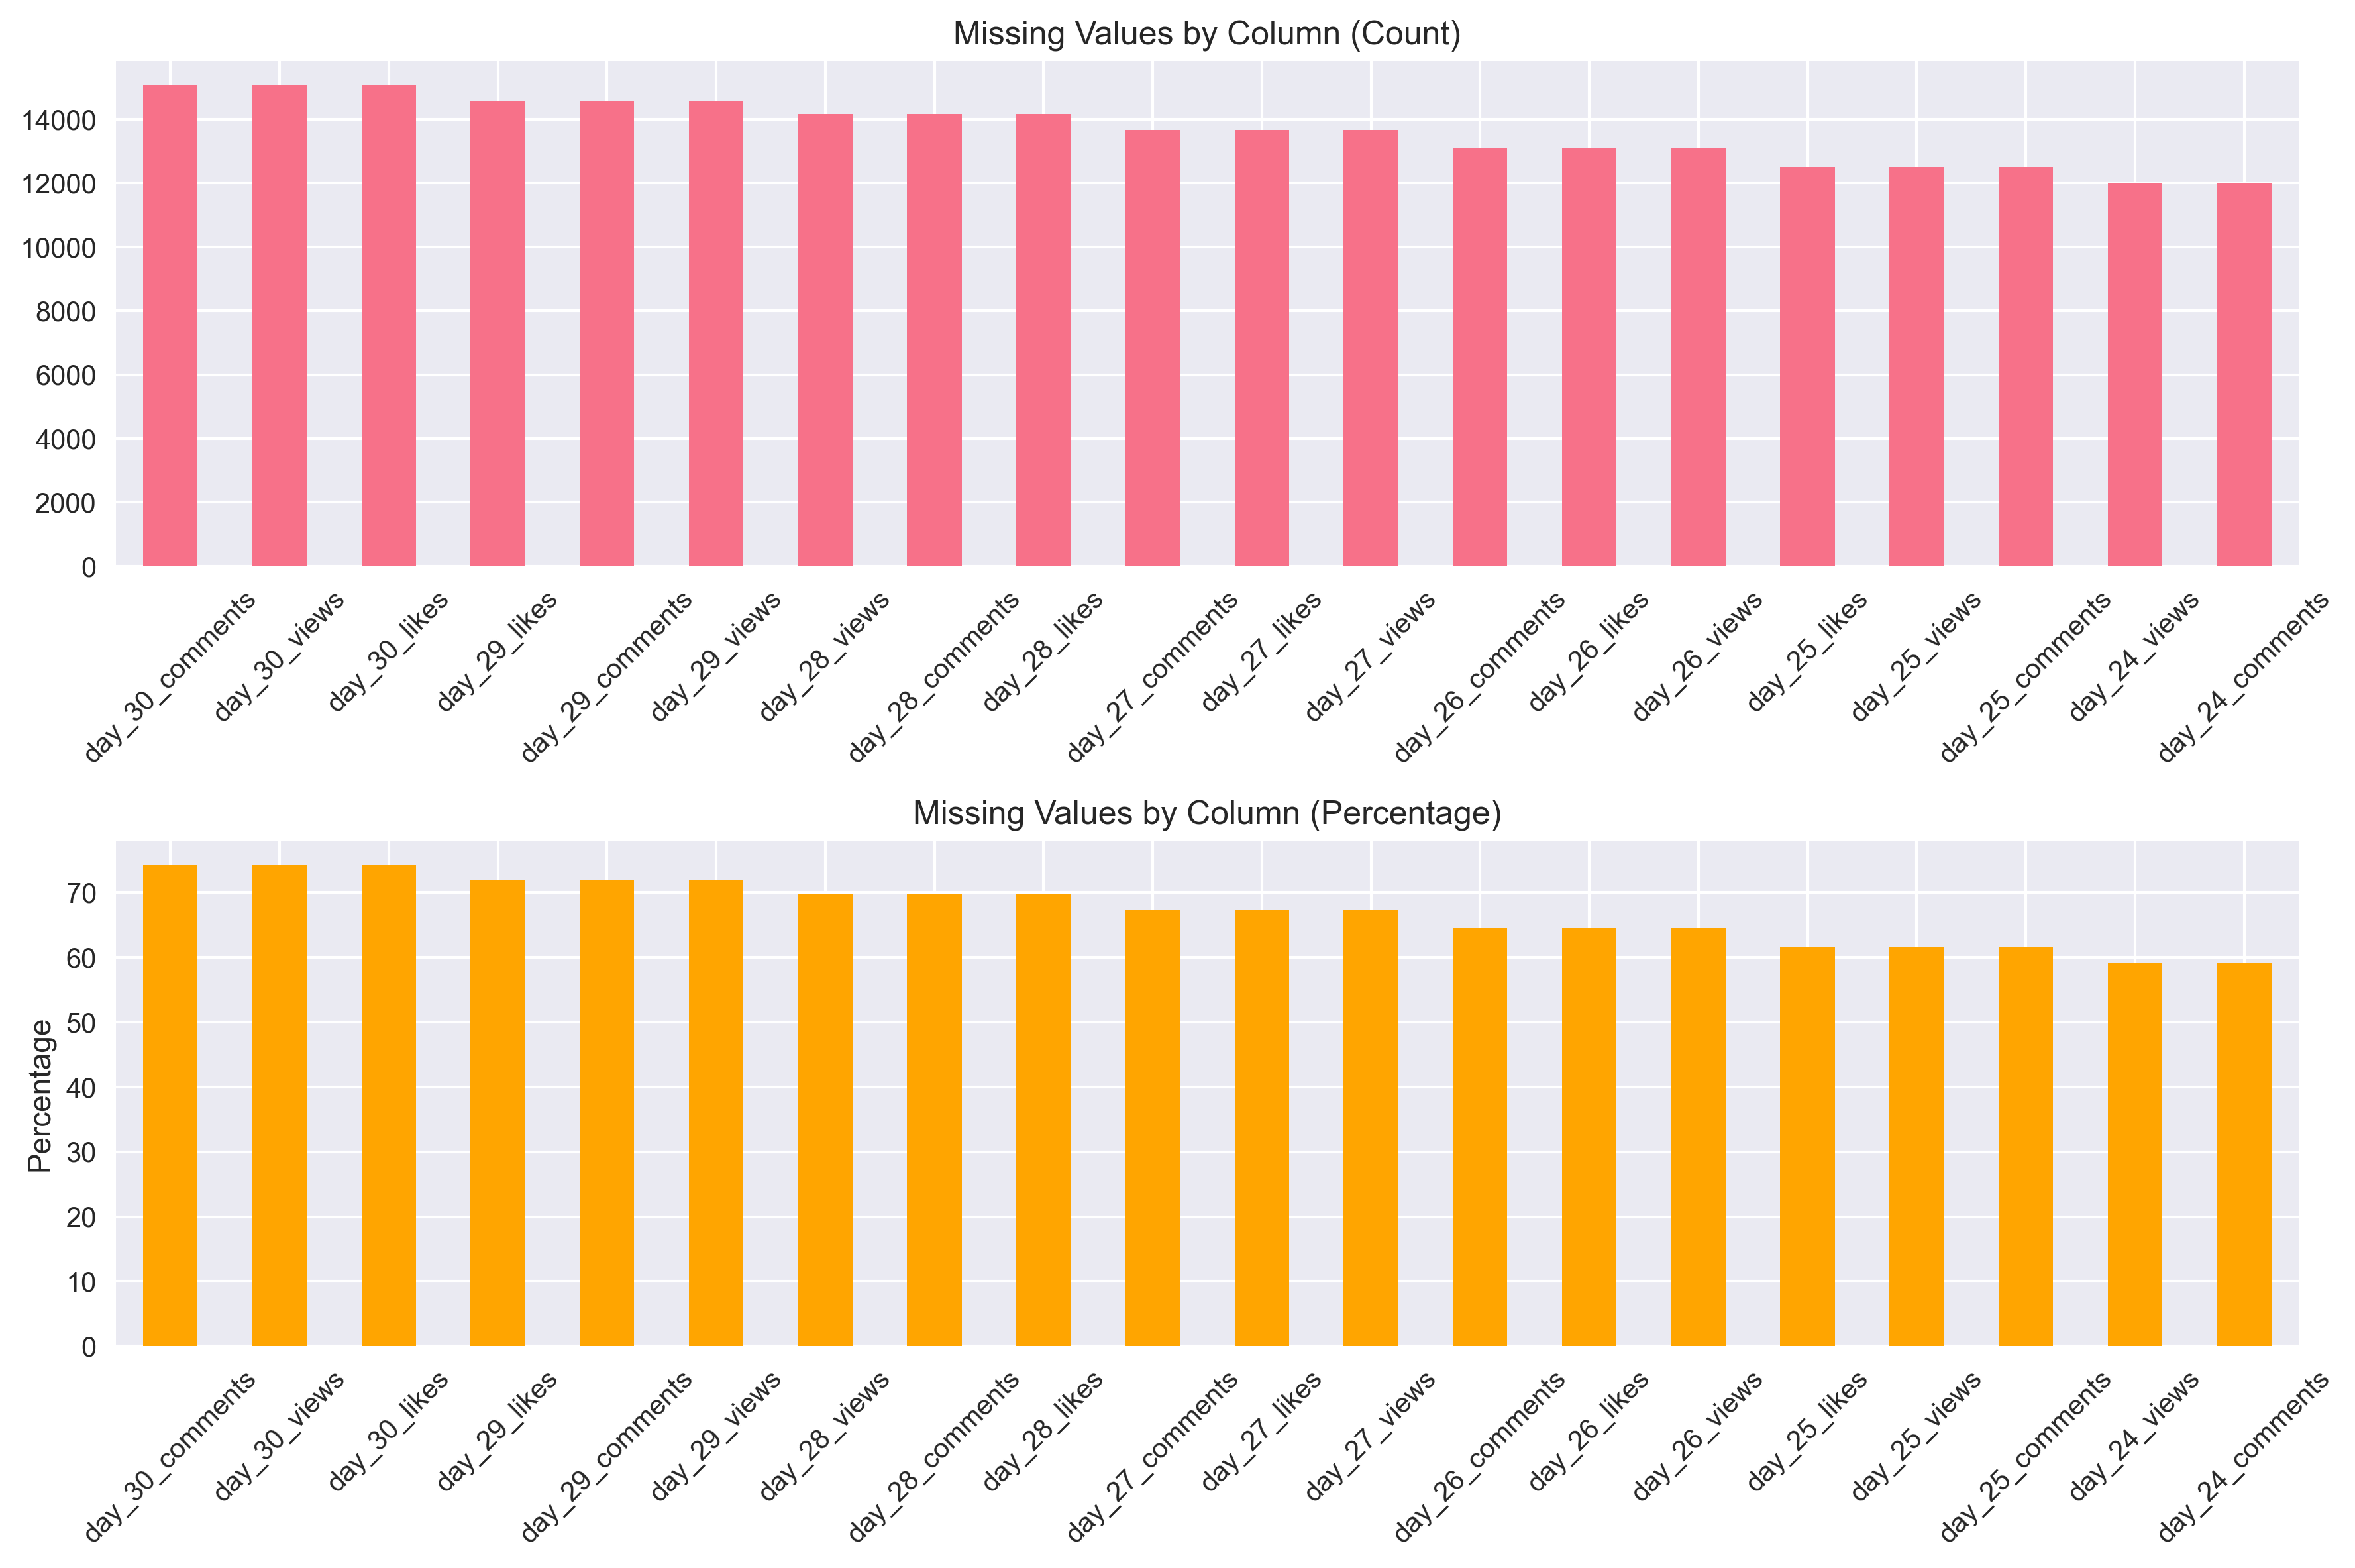 Missing Values by Column (Count)
14000
12000
10000
8000
6000
4000
2000
0
day_30_comments
day_30_views
day_30_likes
day_29_likes
day_29_comments
day_29_views
day_28_views
day_28_comments
day_28_likes
day_27_comments
day_27_likes
day_27_views
day_26_comments
day_26_likes
day_26_views
day_25_likes
day_25_views
day_25_comments
day_24_views
day_24_comments
Missing Values by Column (Percentage)
Percentage
70
60
50
40
30
20
10
0
day_30_comments
day_30_views
day_30_likes
day_29_likes
day_29_comments
day_29_views
day_28_views
day_28_comments
day_28_likes
day_27_comments
day_27_likes
day_27_views
day_26_comments
day_26_likes
day_26_views
day_25_likes
day_25_views
day_25_comments
day_24_views
day_24_comments